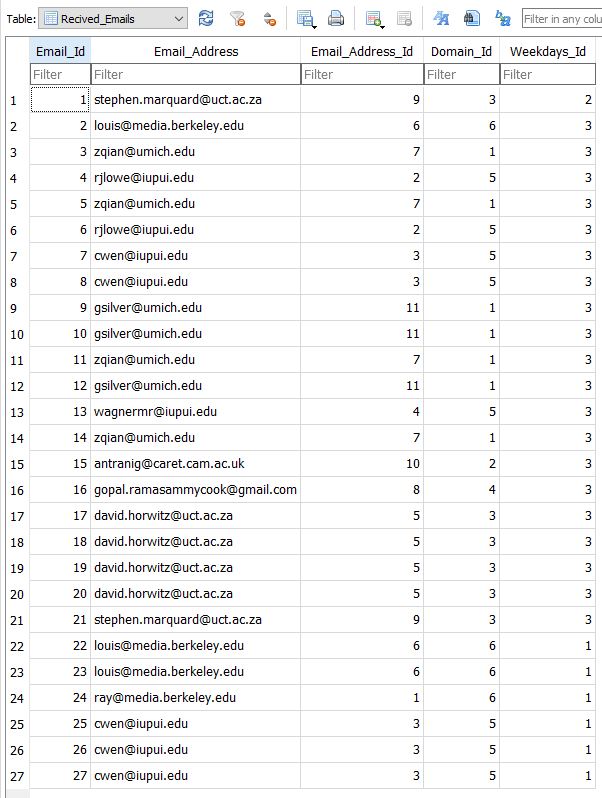 Table: Recived_Emails Filter in any colu
Email_Id Email_Address Email_Address_Id Domain_Id Weekdays_Id
Filter Filter Filter Filter Filter
1 1 stephen.marquard@uct.ac.za 9 3 2
2 2 louis@media.berkeley.edu 6 6 3
3 3 zqian@umich.edu 7 1 3
4 4 rjlowe@iupui.edu 2 5 3
5 5 zqian@umich.edu 7 1 3
6 6 rjlowe@iupui.edu 2 5 3
7 7 cwen@iupui.edu 3 5 3
8 8 cwen@iupui.edu 3 5 3
9 9 gsilver@umich.edu 11 1 3
10 10 gsilver@umich.edu 11 1 3
11 11 zqian@umich.edu 7 1 3
12 12 gsilver@umich.edu 11 1 3
13 13 wagnermr@iupui.edu 4 5 3
14 14 zqian@umich.edu 7 1 3
15 15 antranig@caret.cam.ac.uk 10 2 3
16 16 gopal.ramasammycook@gmail.com 8 4 3
17 17 david.horwitz@uct.ac.za 5 3 3
18 18 david.horwitz@uct.ac.za 5 3 3
19 19 david.horwitz@uct.ac.za 5 3 3
20 20 david.horwitz@uct.ac.za 5 3 3
21 21 stephen.marquard@uct.ac.za 9 3 3
22 22 louis@media.berkeley.edu 6 6 1
23 23 louis@media.berkeley.edu 6 6 1
24 24 ray@media.berkeley.edu 1 6 1
25 25 cwen@iupui.edu 3 5 1
26 26 cwen@iupui.edu 3 5 1
27 27 cwen@iupui.edu 3 5 1